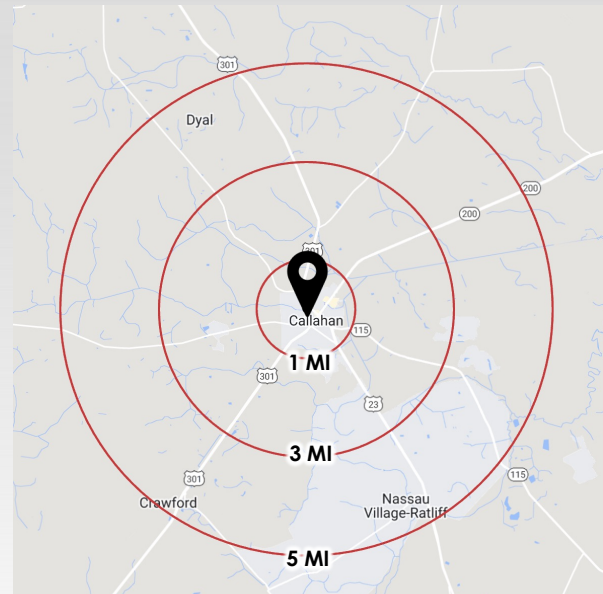 301
Dyal
200
200
301
Callahan
115
1 MI
301
23
3 MI
115
301
Crawford
Nassau
Village-Ratliff
5 MI